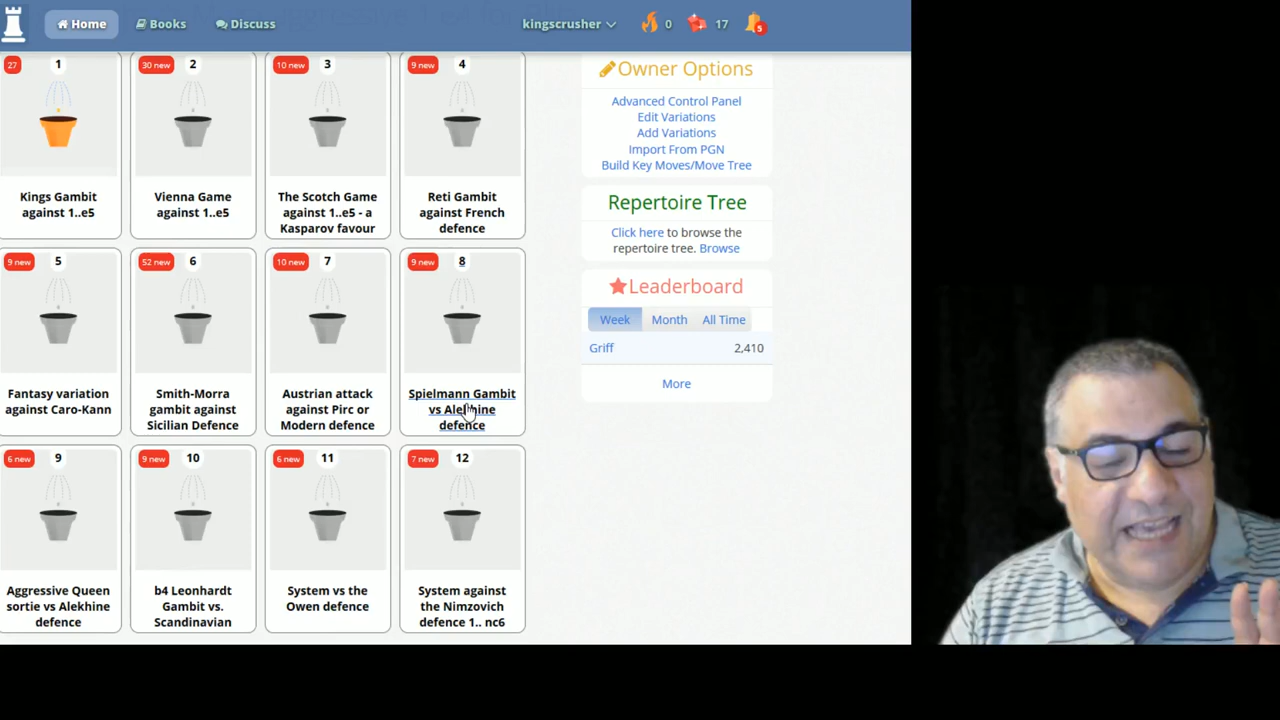 Home
Books
Discuss
kingscrusher
0
17
5
27
1
Kings Gambit
against 1..e5
30 new
2
Vienna Game
against 1..e5
10 new
3
The Scotch Game
against 1..e5 - a
Kasparov favour
9 new
4
Reti Gambit
against French
defence
9 new
5
Fantasy variation
against Caro-Kann
52 new
6
Smith-Morra
gambit against
Sicilian Defence
10 new
7
Austrian attack
against Pirc or
Modern defence
9 new
8
Spielmann Gambit
vs Alekhine
defence
6 new
9
Aggressive Queen
sortie vs Alekhine
defence
9 new
10
b4 Leonhardt
Gambit vs.
Scandinavian
6 new
11
System vs the
Owen defence
7 new
12
System against
the Nimzovich
defence 1.. nc6
Owner Options
Advanced Control Panel
Edit Variations
Add Variations
Import From PGN
Build Key Moves/Move Tree
Repertoire Tree
Click here to browse the
repertoire tree. Browse
Leaderboard
Week
Month
All Time
Griff
2,410
More